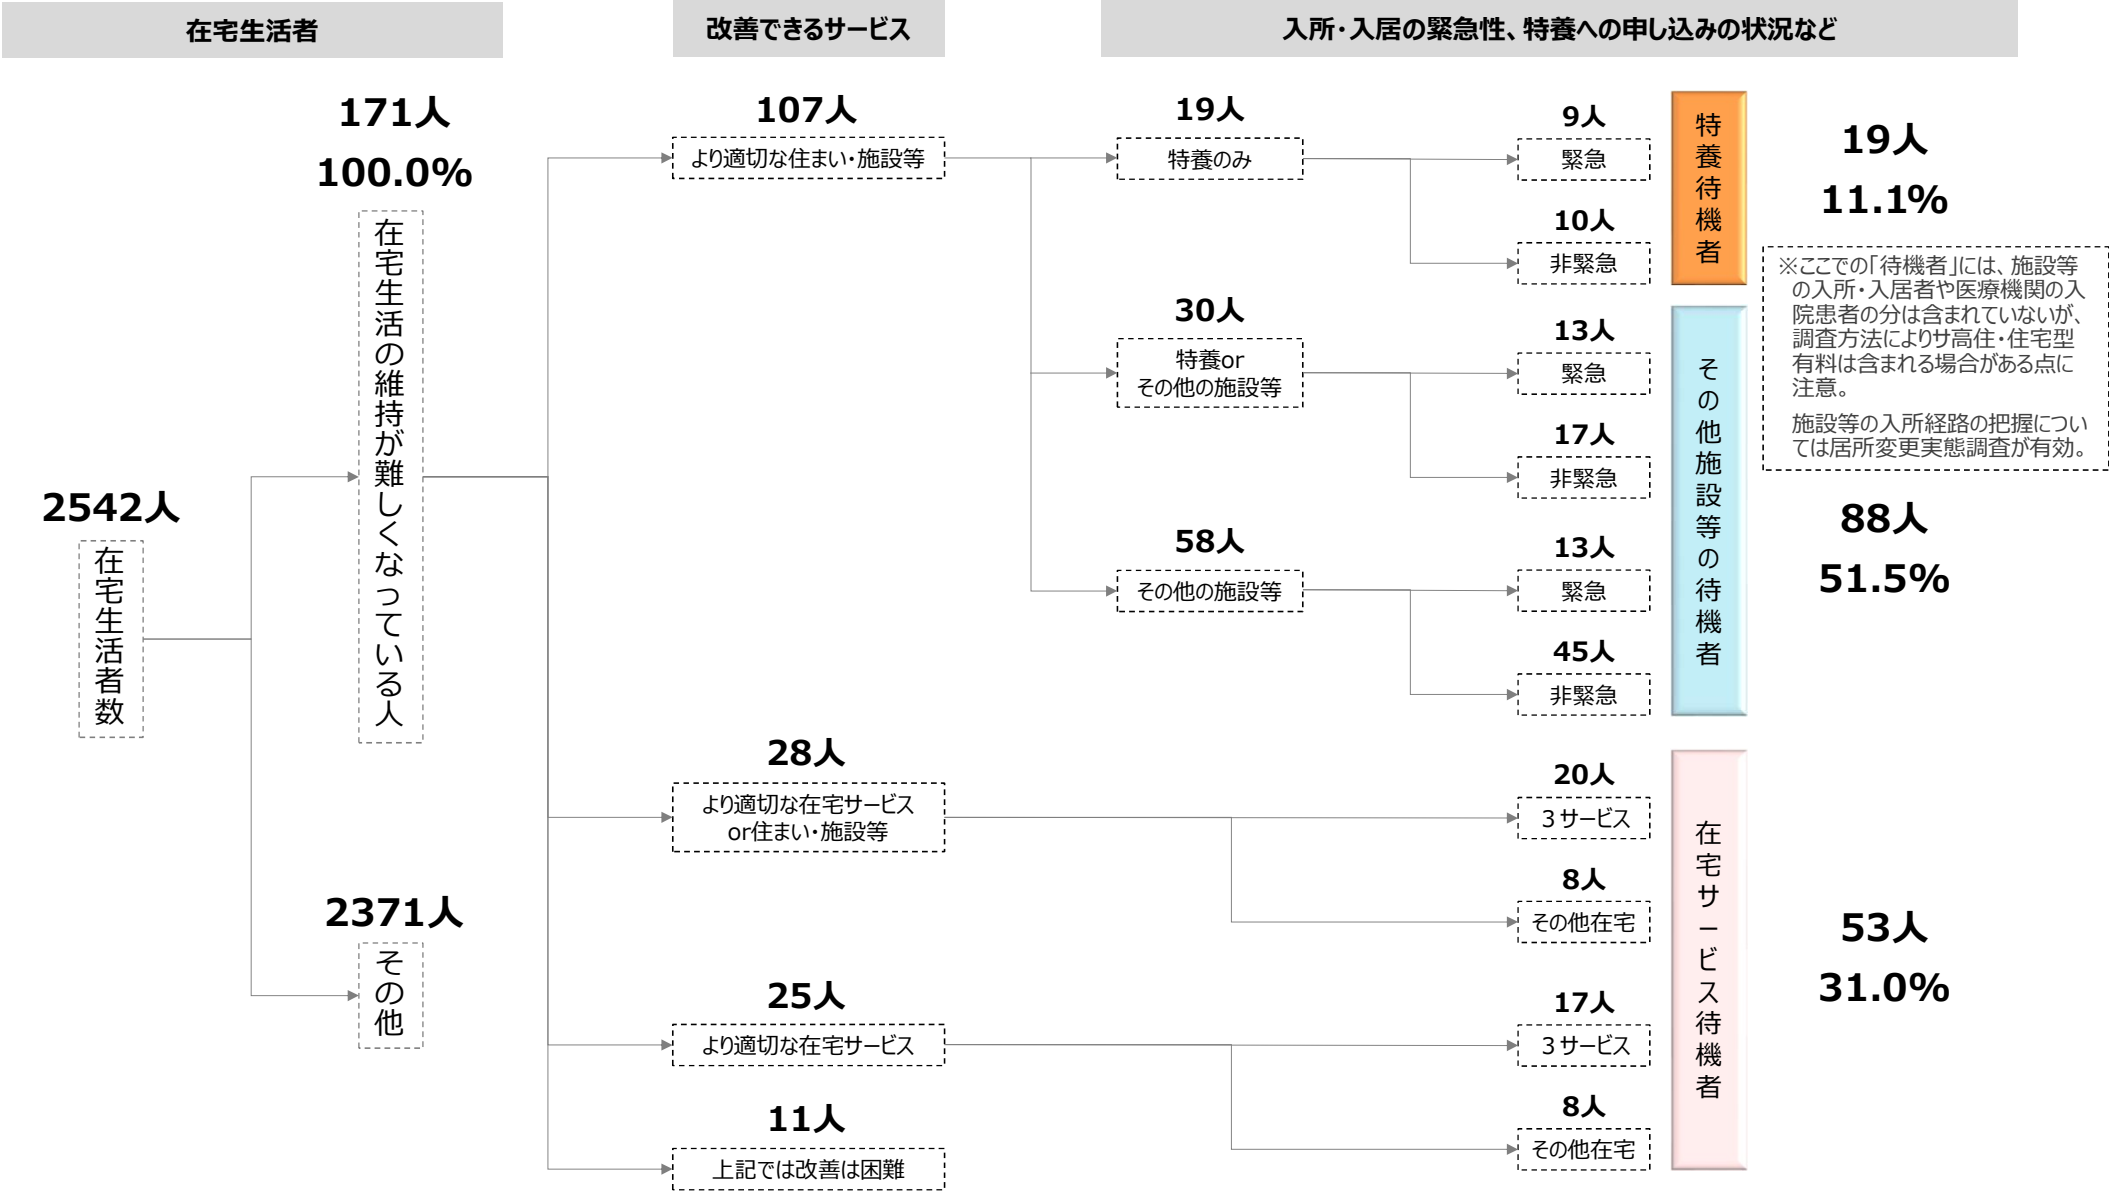 在宅生活者
改善できるサービス
入所・入居の緊急性、特養への申し込みの状況など
2542人
在宅生活者数
171人
100.0%
在宅生活の維持が難しくなっている人
2371人
その他
107人
より適切な住まい・施設等
28人
より適切な在宅サービス
or住まい・施設等
25人
より適切な在宅サービス
11人
上記では改善は困難
19人
特養のみ
30人
特養or
その他の施設等
58人
その他の施設等
9人
緊急
10人
非緊急
13人
緊急
17人
非緊急
13人
緊急
45人
非緊急
20人
３サービス
8人
その他在宅
17人
３サービス
8人
その他在宅
特養待機者
19人
11.1%
※ここでの「待機者」には、施設等
の入所・入居者や医療機関の入
院患者の分は含まれていないが、
調査方法によりサ高住・住宅型
有料は含まれる場合がある点に
注意。
施設等の入所経路の把握につい
ては居所変更実態調査が有効。
その他施設等の待機者
88人
51.5%
在宅サービス待機者
53人
31.0%